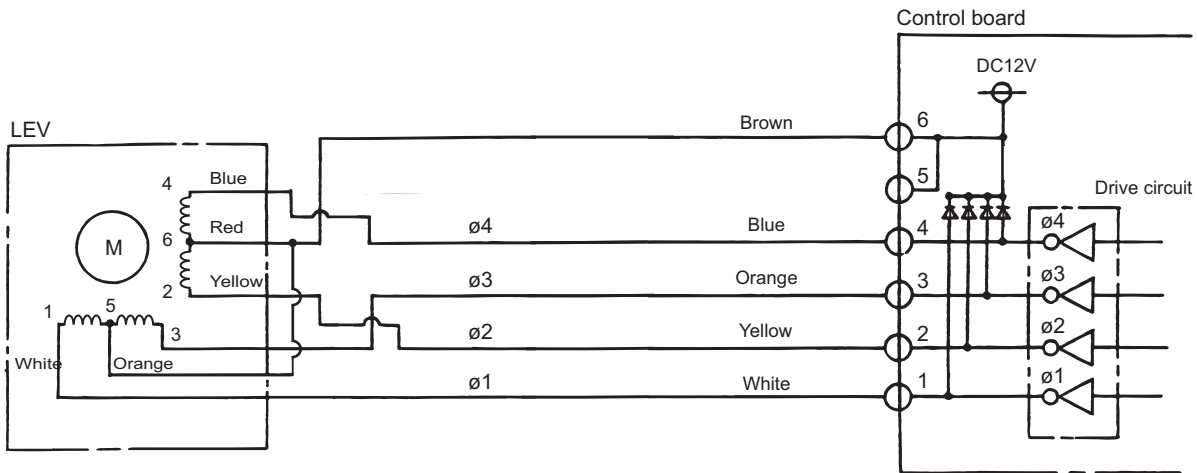 Control board
DC12V
LEV
6
Brown
5
Drive circuit
4
Blue
Red
6
M
ø4
Blue
4
ø4
Yellow
2
ø3
Orange
3
ø3
1
5
3
ø2
Yellow
2
ø2
White
Orange
ø1
White
1
ø1